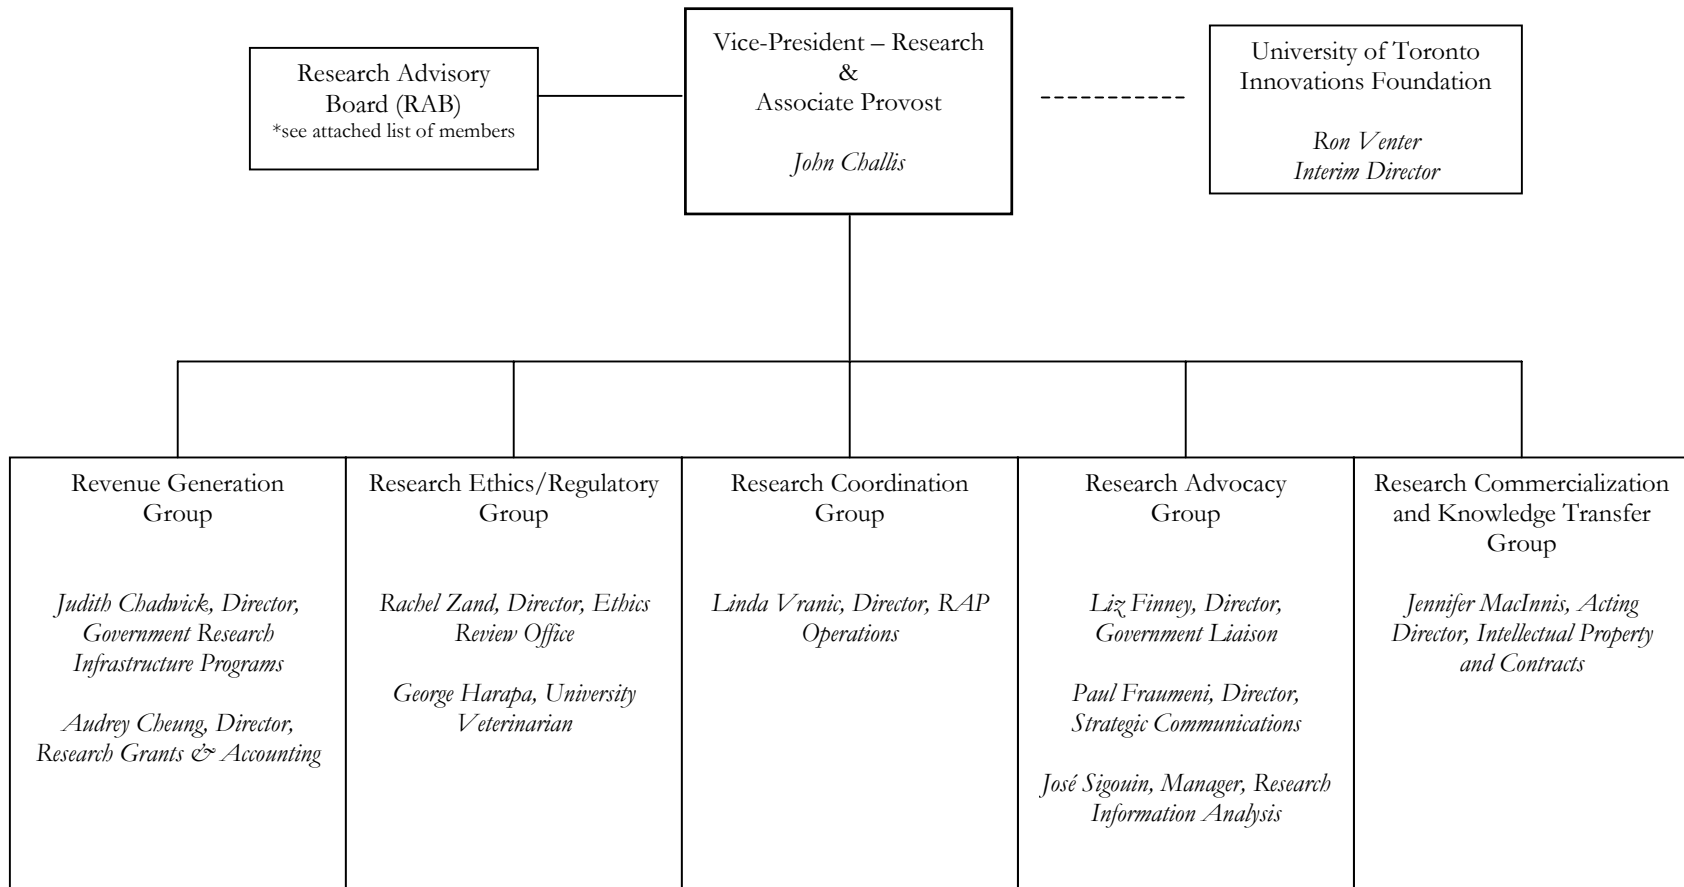 Research Advisory
Board (RAB)
*see attached list of members
Vice-President – Research
&
Associate Provost
John Challis
University of Toronto
Innovations Foundation
Ron Venter
Interim Director
Revenue Generation
Group
Judith Chadwick, Director,
Government Research
Infrastructure Programs
Audrey Cheung, Director,
Research Grants & Accounting
Research Ethics/Regulatory
Group
Rachel Zand, Director, Ethics
Review Office
George Harapa, University
Veterinarian
Research Coordination
Group
Linda Vranic, Director, RAP
Operations
Research Advocacy
Group
Liz Finney, Director,
Government Liaison
Paul Fraumeni, Director,
Strategic Communications
José Sigouin, Manager, Research
Information Analysis
Research Commercialization
and Knowledge Transfer
Group
Jennifer MacInnis, Acting
Director, Intellectual Property
and Contracts